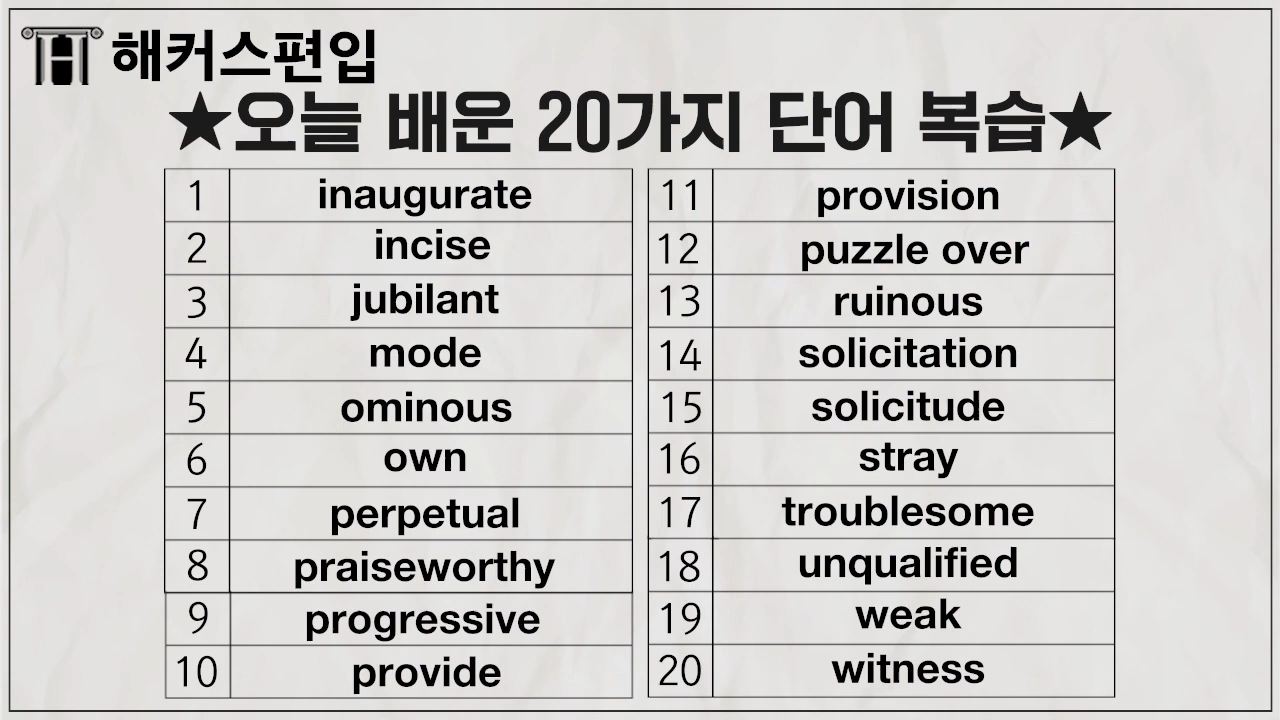 해커스편입
★오늘 배운 20가지 단어 복습★
1 inaugurate
2 incise
3 jubilant
4 mode
5 ominous
6 own
7 perpetual
8 praiseworthy
9 progressive
10 provide
11 provision
12 puzzle over
13 ruinous
14 solicitation
15 solicitude
16 stray
17 troublesome
18 unqualified
19 weak
20 witness